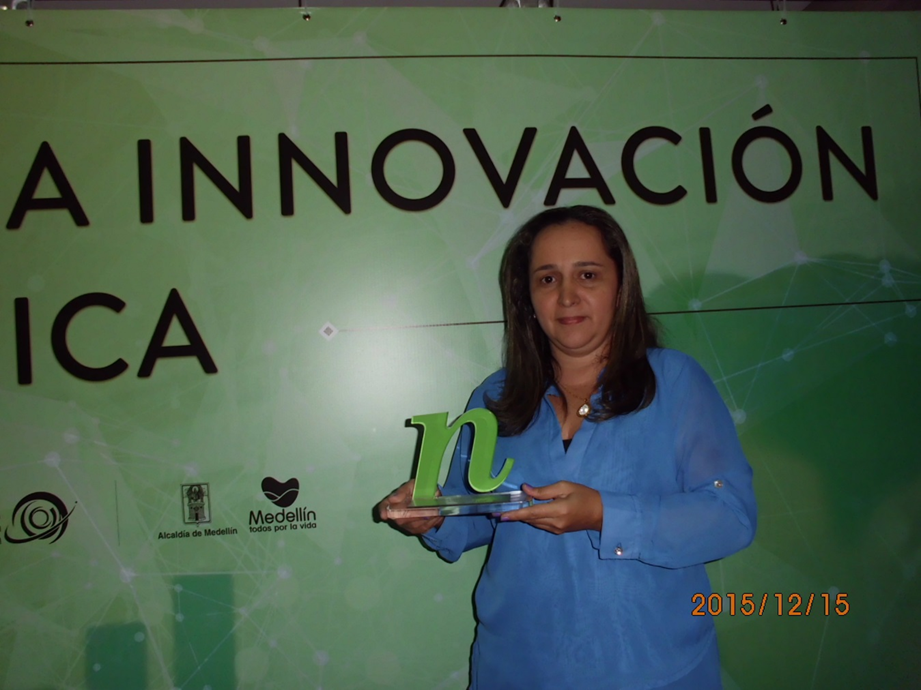 A INNOVACIÓN
ICA
n
Alcaldía de Medellín
Medellín
todos por la vida
2015/12/15